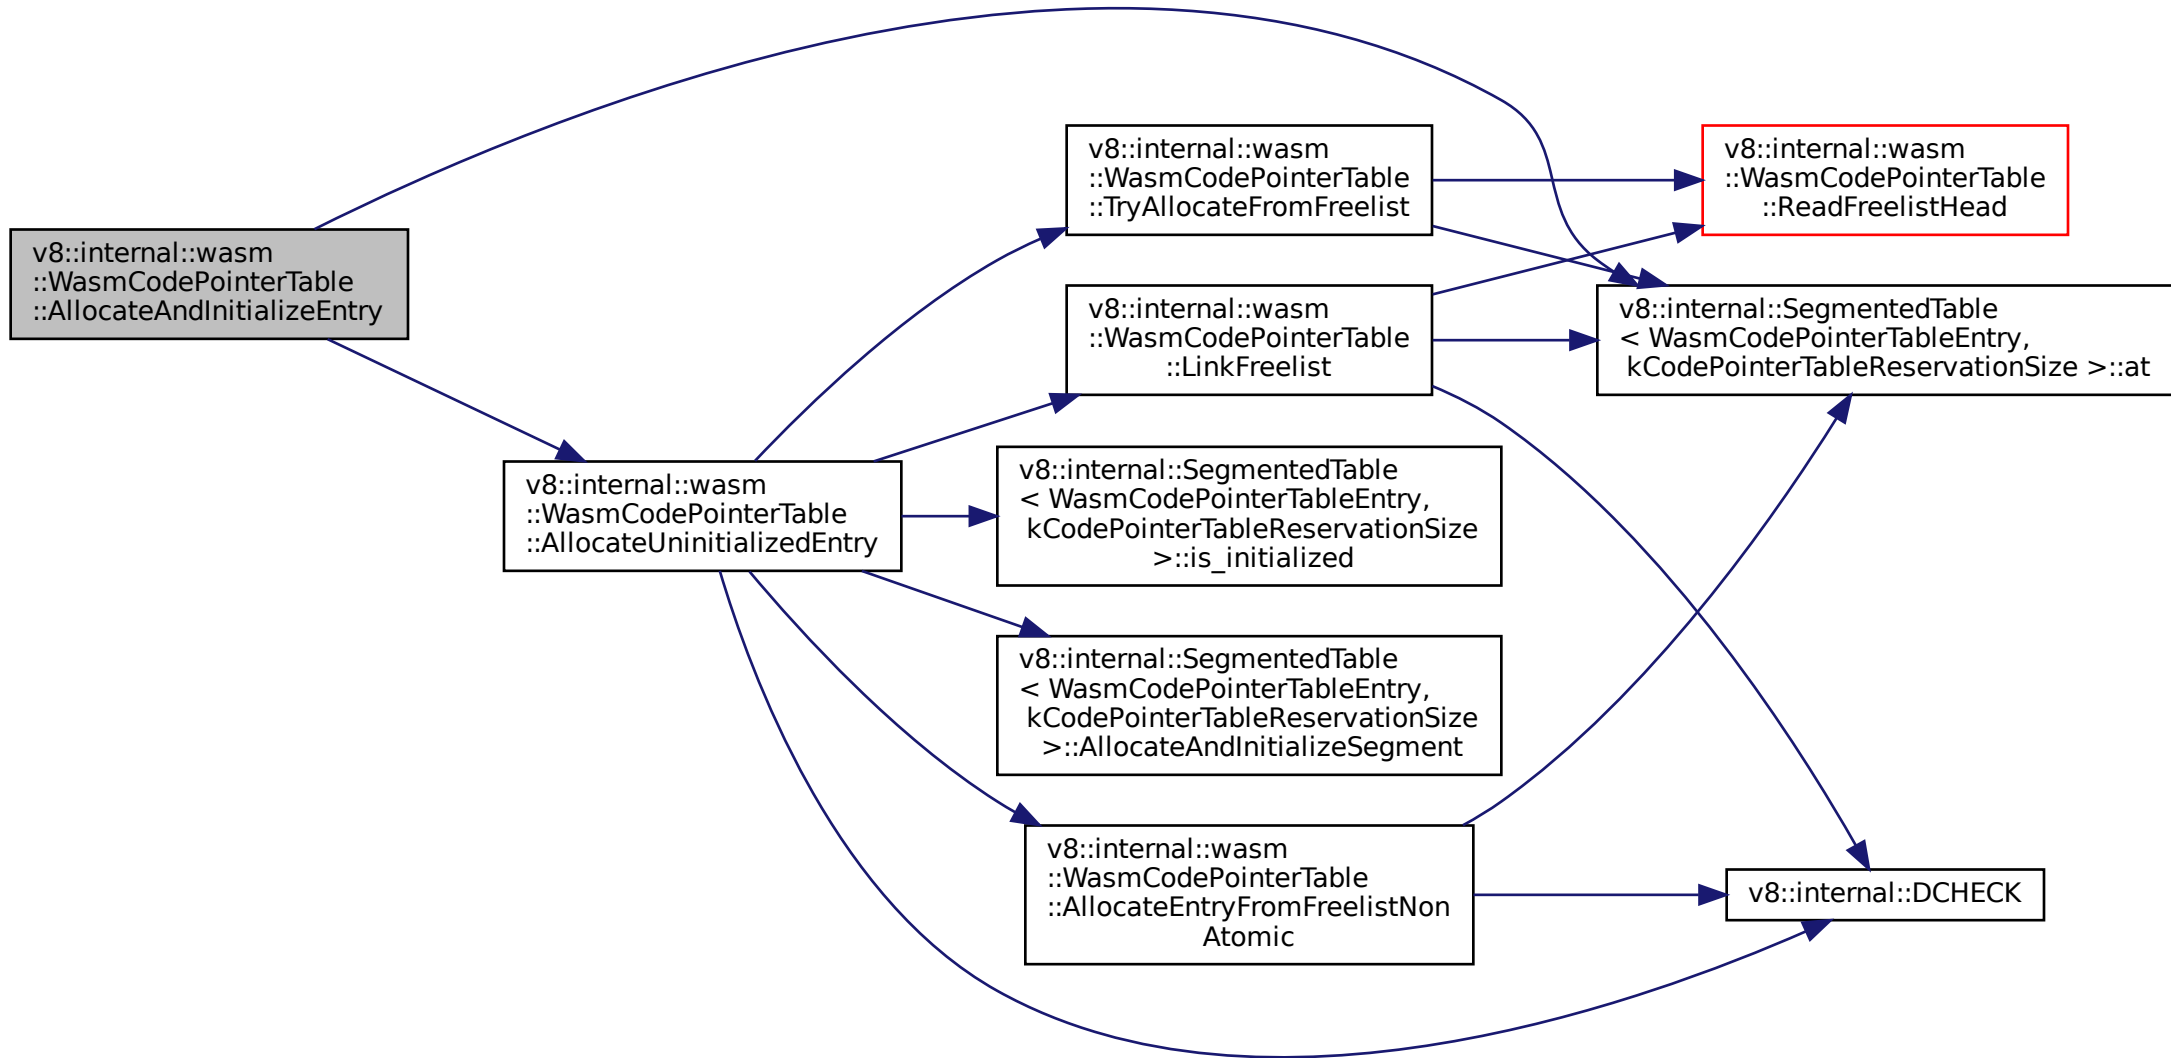 v8::internal::wasm
::WasmCodePointerTable
::AllocateAndInitializeEntry
v8::internal::wasm
::WasmCodePointerTable
::AllocateUninitializedEntry
v8::internal::wasm
::WasmCodePointerTable
::TryAllocateFromFreelist
v8::internal::wasm
::WasmCodePointerTable
::LinkFreelist
v8::internal::SegmentedTable
< WasmCodePointerTableEntry,
kCodePointerTableReservationSize
>::is_initialized
v8::internal::SegmentedTable
< WasmCodePointerTableEntry,
kCodePointerTableReservationSize
>::AllocateAndInitializeSegment
v8::internal::wasm
::WasmCodePointerTable
::AllocateEntryFromFreelistNon
Atomic
v8::internal::wasm
::WasmCodePointerTable
::ReadFreelistHead
v8::internal::SegmentedTable
< WasmCodePointerTableEntry,
kCodePointerTableReservationSize >::at
v8::internal::DCHECK